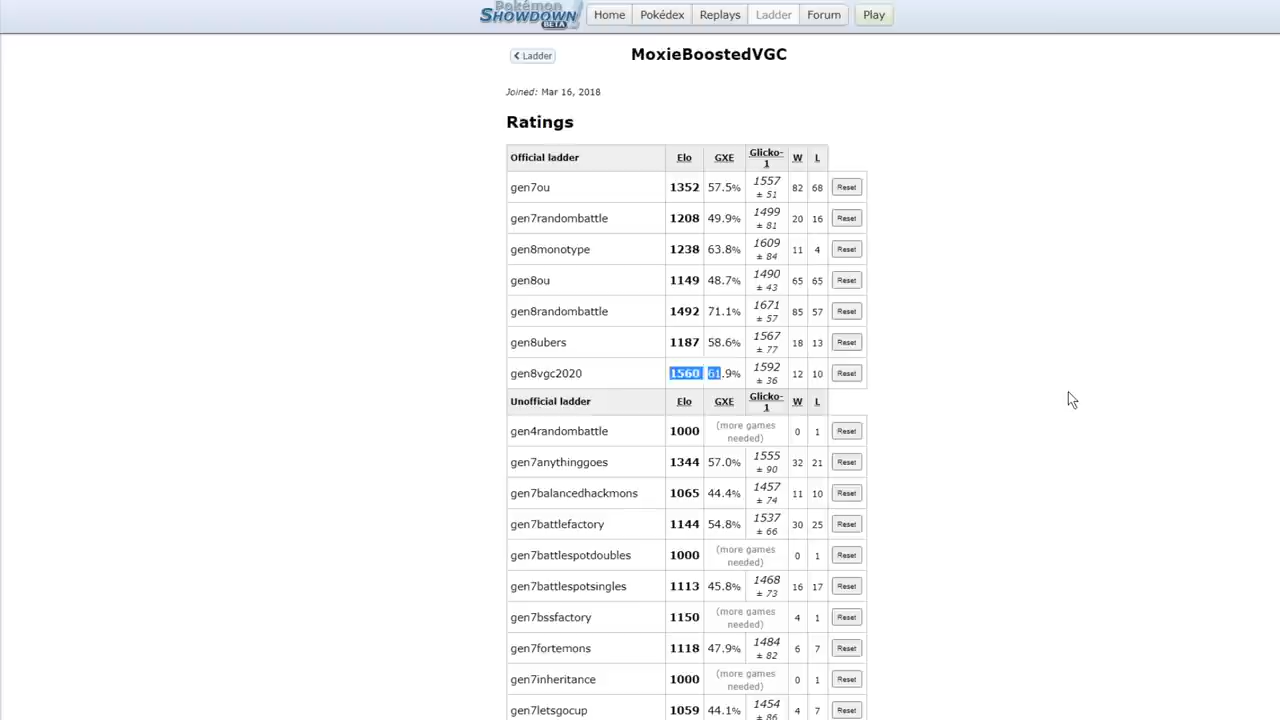 Pokémon
SHOWDOWN
BETA
Home Pokédex Replays Ladder Forum Play
Ladder
MoxieBoostedVGC
Joined: Mar 16, 2018
Ratings
Official ladder Elo GXE Glicko-1 W L
gen7ou 1352 57.5% 1557 ± 51 82 68 Reset
gen7randombattle 1208 49.9% 1499 ± 81 20 16 Reset
gen8monotype 1238 63.8% 1609 ± 84 11 4 Reset
gen8ou 1149 48.7% 1490 ± 43 65 65 Reset
gen8randombattle 1492 71.1% 1671 ± 57 85 57 Reset
gen8ubers 1187 58.6% 1567 ± 77 18 13 Reset
gen8vgc2020 1560 61.9% 1592 ± 36 12 10 Reset
Unofficial ladder Elo GXE Glicko-1 W L
gen4randombattle 1000 (more games needed) 0 1 Reset
gen7anythinggoes 1344 57.0% 1555 ± 90 32 21 Reset
gen7balancedhackmons 1065 44.4% 1457 ± 74 11 10 Reset
gen7battlefactory 1144 54.8% 1537 ± 66 30 25 Reset
gen7battlespotdoubles 1000 (more games needed) 0 1 Reset
gen7battlespotsingles 1113 45.8% 1468 ± 73 16 17 Reset
gen7bssfactory 1150 (more games needed) 4 1 Reset
gen7fortemons 1118 47.9% 1484 ± 82 6 7 Reset
gen7inheritance 1000 (more games needed) 0 1 Reset
gen7letsgocup 1059 44.1% 1454 ± 86 4 7 Reset